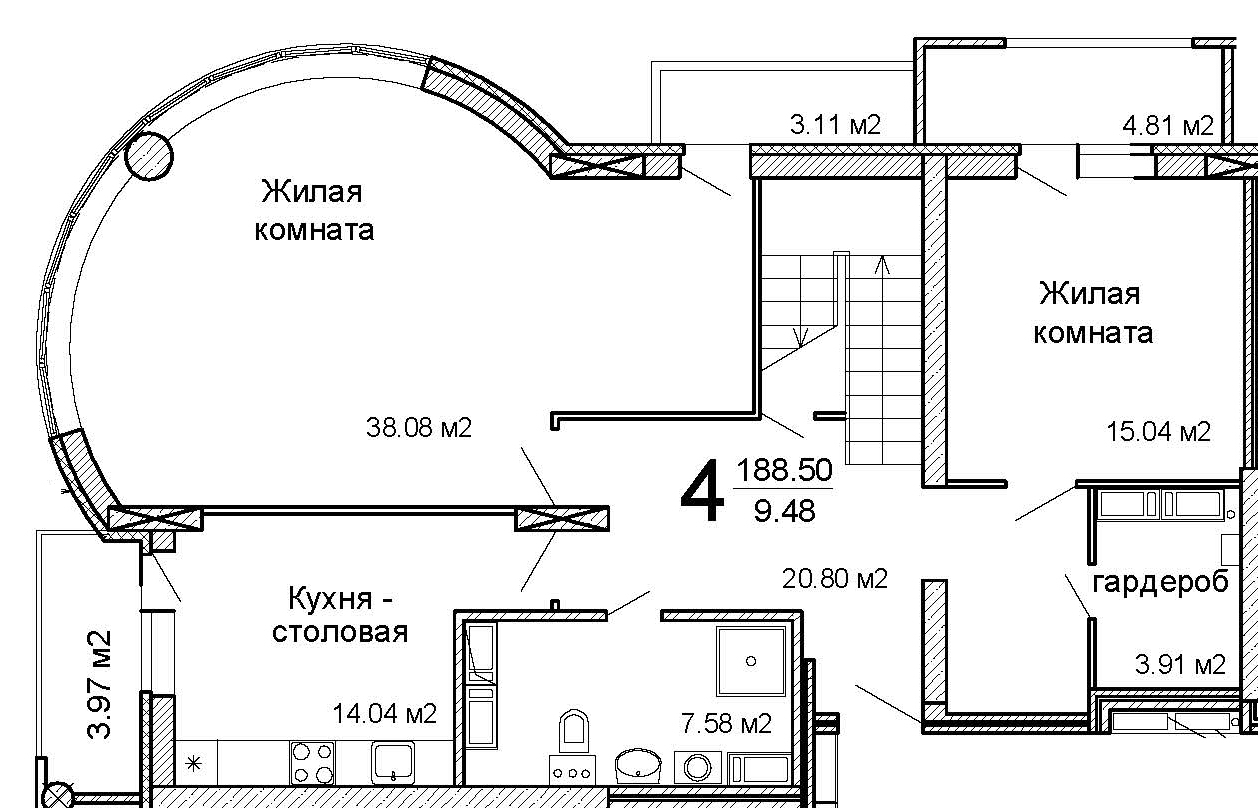 3.11 м2
4.81 м2
Жилая
комната
Жилая
комната
38.08 м2
15.04 м2
4
188.50
9.48
20.80 м2
гардероб
Кухня -
столовая
3.97 м2
3.91 м2
14.04 м2
7.58 м2